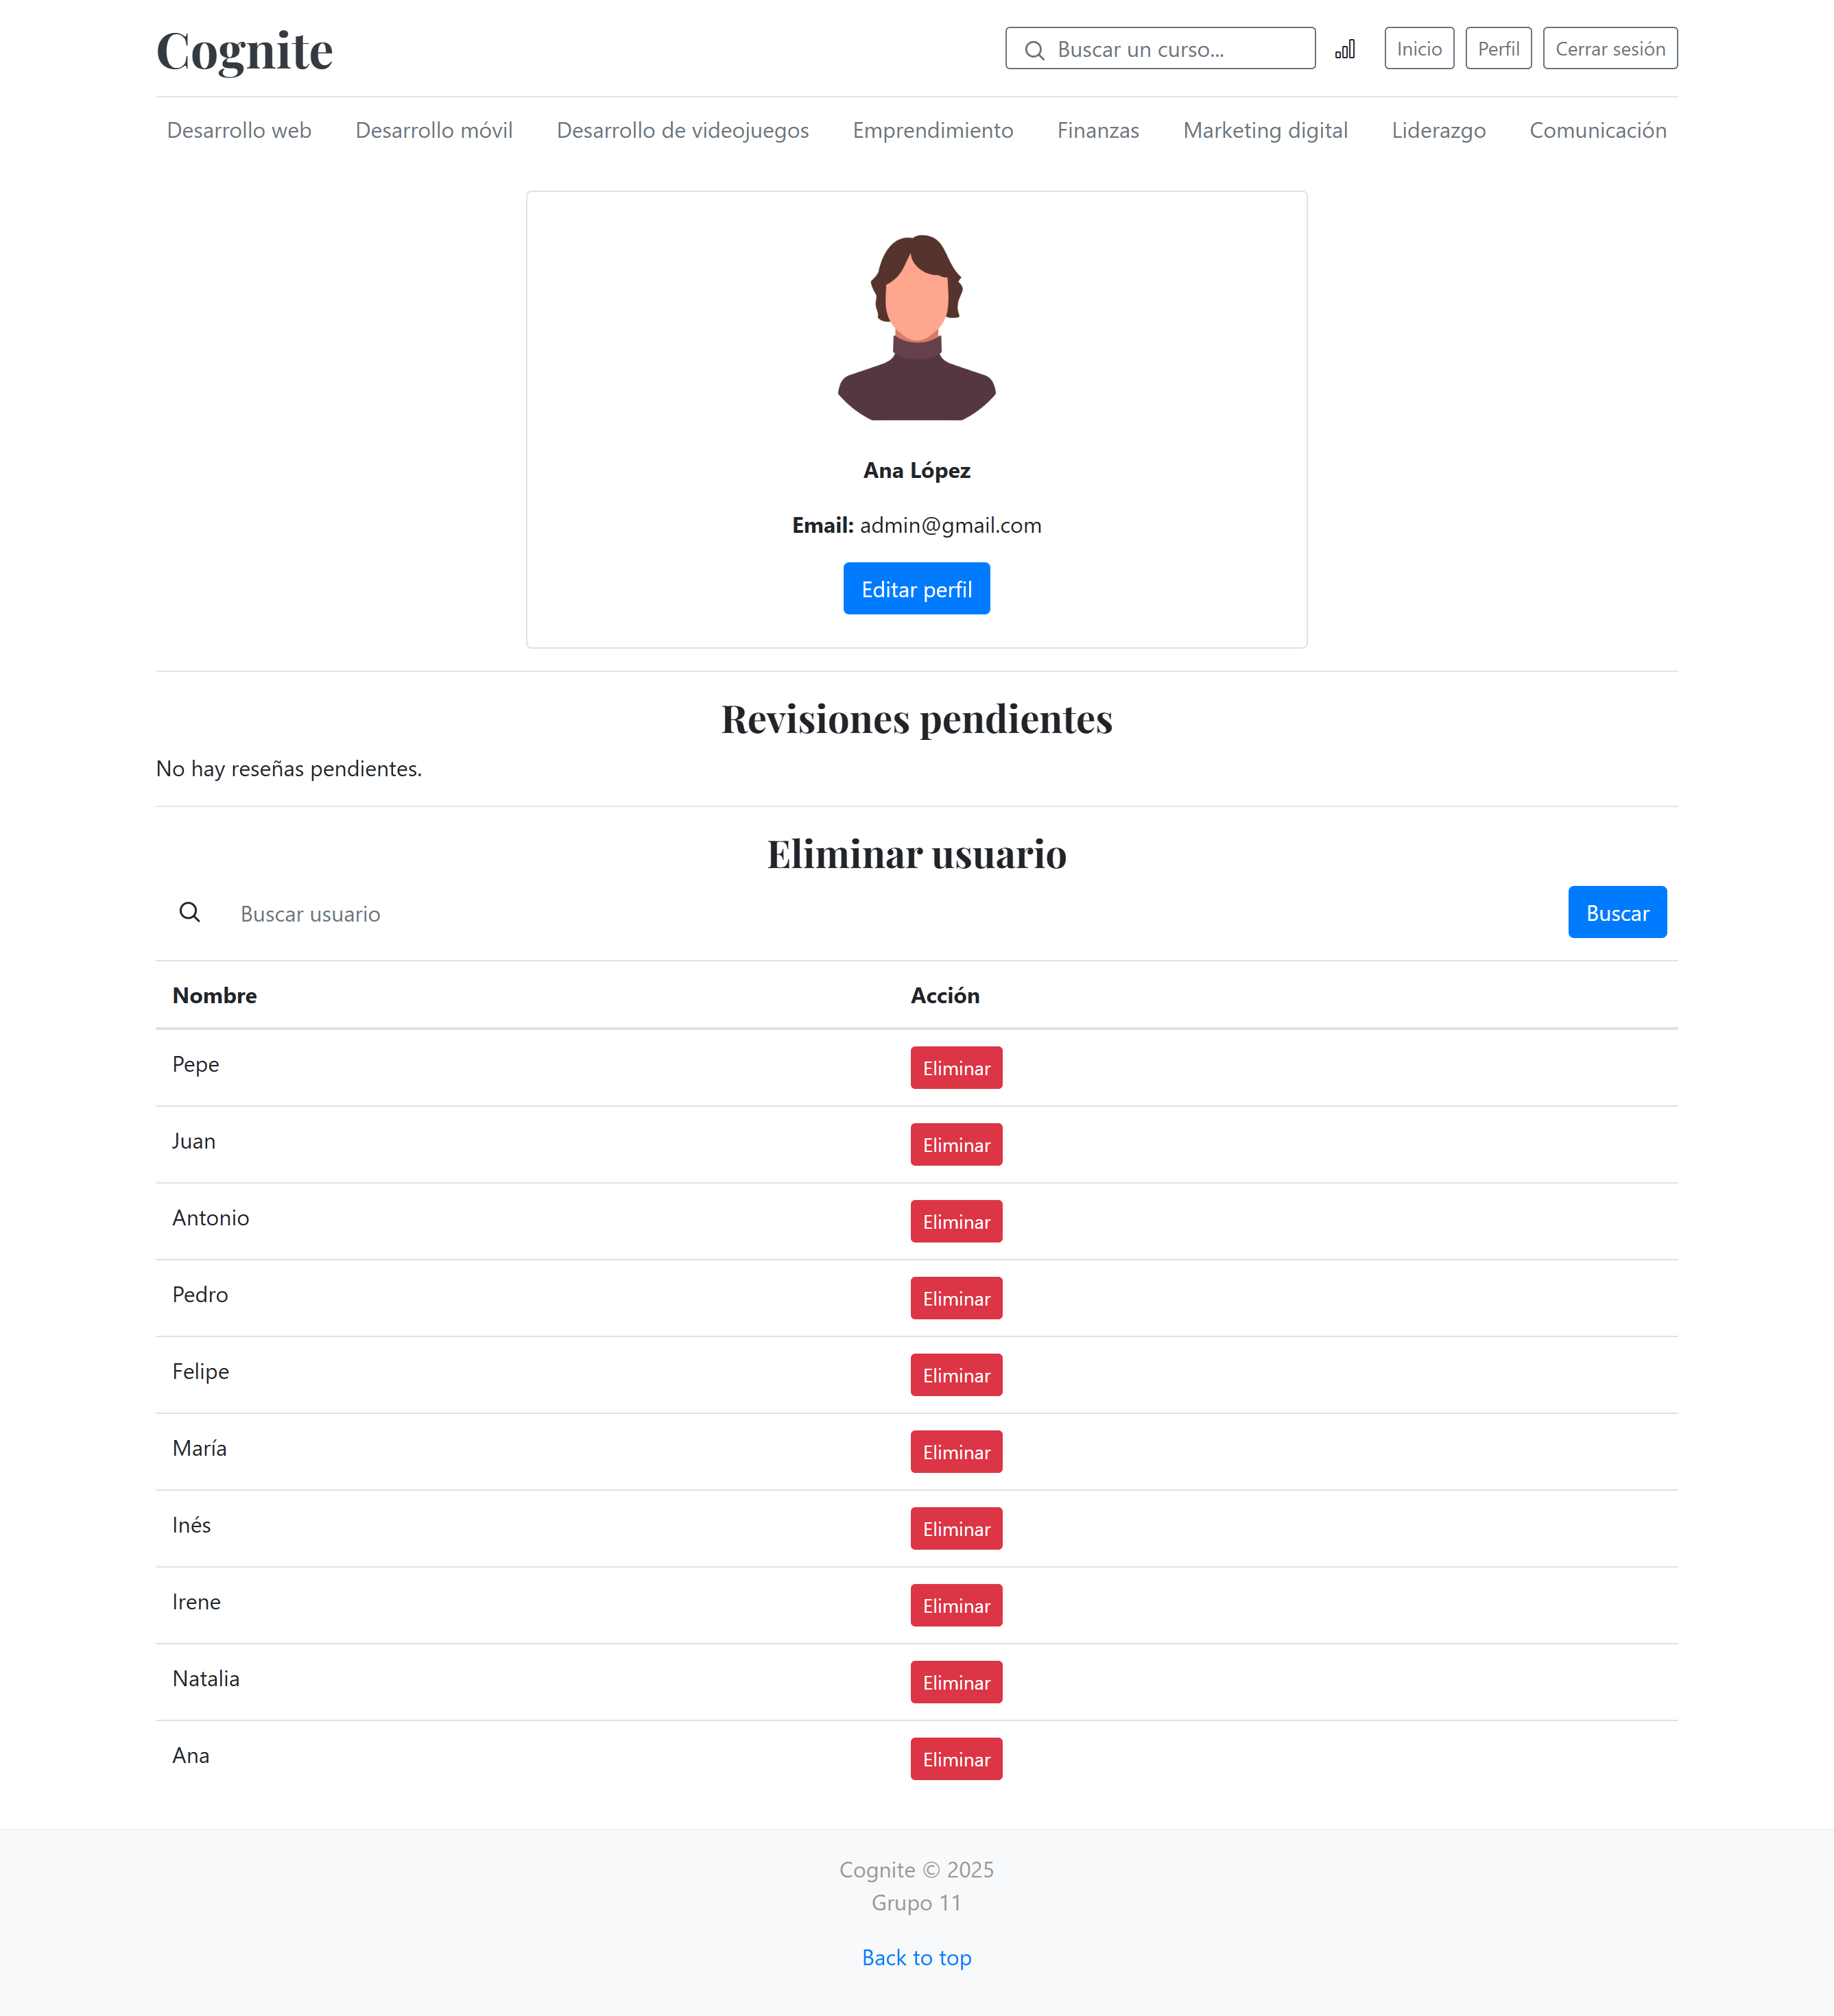 Cognite
Buscar un curso...
Inicio
Perfil
Cerrar sesión
Desarrollo web
Desarrollo móvil
Desarrollo de videojuegos
Emprendimiento
Finanzas
Marketing digital
Liderazgo
Comunicación
Ana López
Email: admin@gmail.com
Editar perfil
Revisiones pendientes
No hay reseñas pendientes.
Eliminar usuario
Buscar usuario
Buscar
Nombre Acción
Pepe Eliminar
Juan Eliminar
Antonio Eliminar
Pedro Eliminar
Felipe Eliminar
María Eliminar
Inés Eliminar
Irene Eliminar
Natalia Eliminar
Ana Eliminar
Cognite © 2025
Grupo 11
Back to top